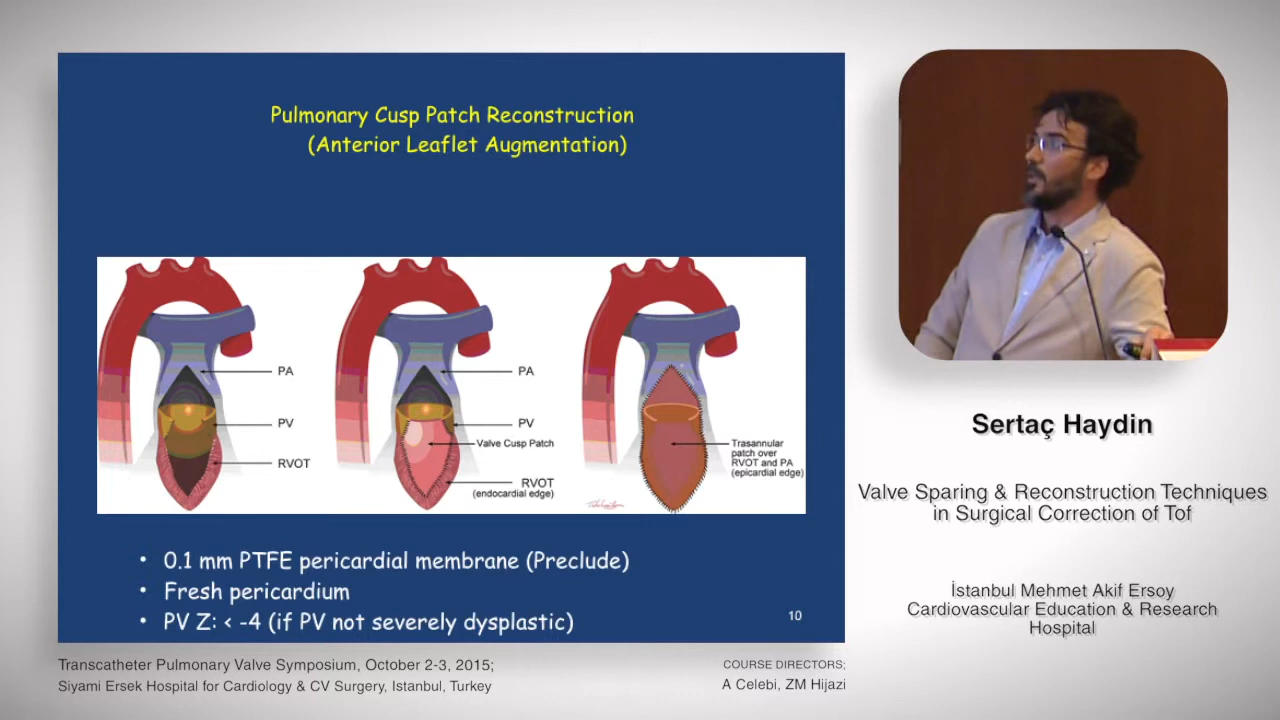 Pulmonary Cusp Patch Reconstruction
(Anterior Leaflet Augmentation)
PA
PV
RVOT
PA
PV
Valve Cusp Patch
RVOT
(endocardial edge)
Trasannular
patch over
RVOT and PA
(epicardial edge)
• 0.1 mm PTFE pericardial membrane (Preclude)
• Fresh pericardium
• PV Z: < -4 (if PV not severely dysplastic)
10
Sertaç Haydin
Valve Sparing & Reconstruction Techniques
in Surgical Correction of Tof
İstanbul Mehmet Akif Ersoy
Cardiovascular Education & Research
Hospital
Transcatheter Pulmonary Valve Symposium, October 2-3, 2015;
Siyami Ersek Hospital for Cardiology & CV Surgery, Istanbul, Turkey
COURSE DIRECTORS;
A Celebi, ZM Hijazi